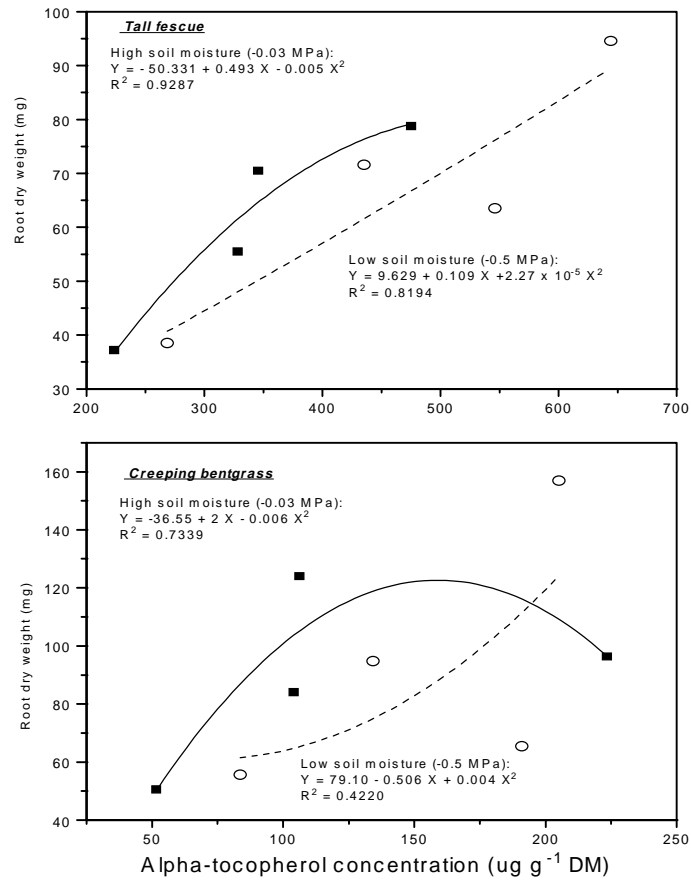 Tall fescue
High soil moisture (-0.03 MPa):
Y = - 50.331 + 0.493 X - 0.005 X²
R² = 0.9287
Low soil moisture (-0.5 MPa):
Y = 9.629 + 0.109 X +2.27 x 10⁻⁵ X²
R² = 0.8194
Root dry weight (mg)
100
90
80
70
60
50
40
30
200 300 400 500 600 700
Creeping bentgrass
High soil moisture (-0.03 MPa):
Y = -36.55 + 2 X - 0.006 X²
R² = 0.7339
Low soil moisture (-0.5 MPa):
Y = 79.10 - 0.506 X + 0.004 X²
R² = 0.4220
Root dry weight (mg)
160
140
120
100
80
60
40
50 100 150 200 250
Alpha-tocopherol concentration (ug g⁻¹ DM)